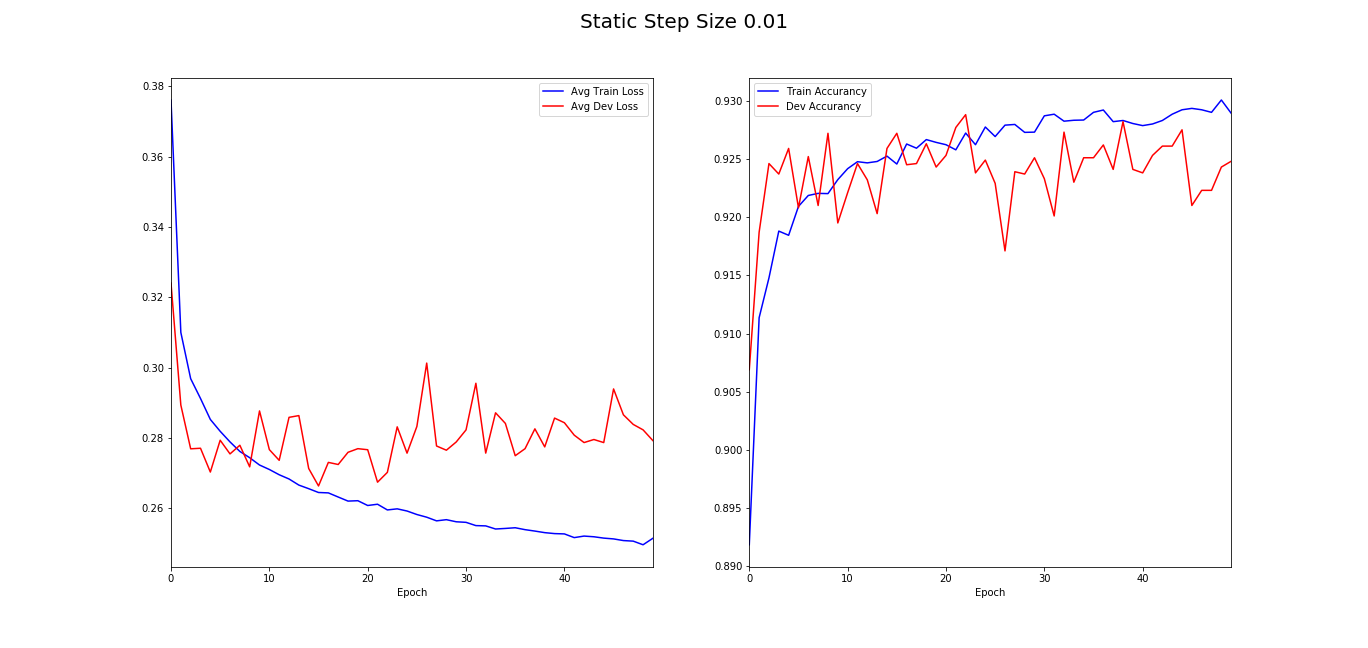 Static Step Size 0.01
0.38
0.36
0.34
0.32
0.30
0.28
0.26
0 10 20 30 40
Epoch
Avg Train Loss
Avg Dev Loss
0.930
0.925
0.920
0.915
0.910
0.905
0.900
0.895
0.890
0 10 20 30 40
Epoch
Train Accurancy
Dev Accurancy